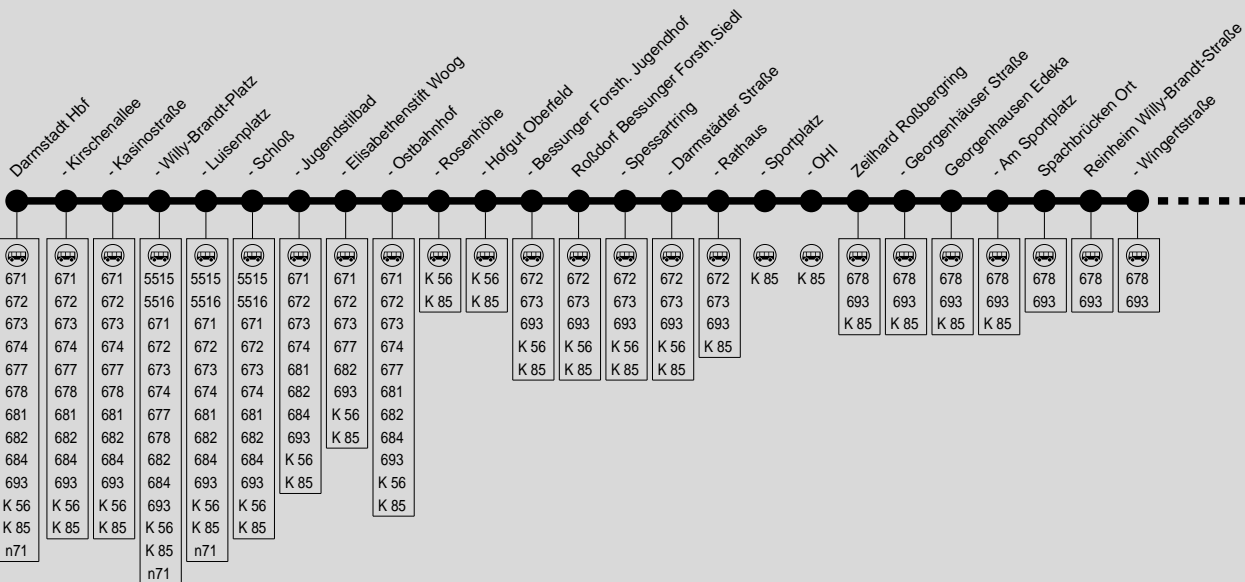 Darmstadt Hbf
- Kirschenallee
- Kasinostraße
- Willy-Brandt-Platz
- Luisenplatz
- Schloß
- Jugendstilbad
- Elisabethenstift Woog
- Ostbahnhof
- Rosenhöhe
- Hofgut Oberfeld
- Bessunger Forsth. Jugendhof
Roßdorf Bessunger Forsth.Siedl
- Spessartring
- Darmstädter Straße
- Rathaus
- Sportplatz
- OHI
Zeilhard Roßbergring
- Georgenhäuser Straße
Georgenhausen Edeka
- Am Sportplatz
Spachbrücken Ort
Reinheim Willy-Brandt-Straße
- Wingertstraße
671 671 671 5515 5515 5515 671 671 671 K 56 K 56 672 672 672 672 672 K 85 K 85 678 678 678 678 678 678 678
672 672 672 5516 5516 5516 672 672 672 K 85 K 85 673 673 673 673 673 693 693 693 693 693 693 693
673 673 673 671 671 671 673 673 673 693 693 693 693 693 K 85 K 85 K 85 K 85
674 674 674 672 672 672 674 677 674 K 56 K 56 K 56 K 56 K 85
677 677 677 673 673 673 681 682 677 K 85 K 85 K 85 K 85
678 678 678 674 674 674 682 693 681
681 681 681 677 681 681 684 K 56 682
682 682 682 678 682 682 693 K 85 684
684 684 684 682 684 684 K 56 693
693 693 693 684 693 693 K 85 K 56
K 56 K 56 K 56 693 K 56 K 56 K 85
K 85 K 85 K 85 K 56 K 85 K 85
n71 K 85 n71
n71